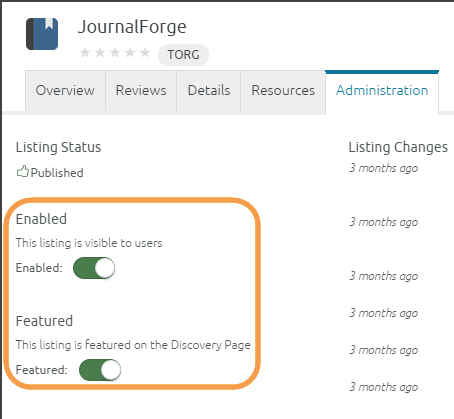 JournalForge
TORG
Overview Reviews Details Resources Administration
Listing Status
Published
Enabled
This listing is visible to users
Enabled:
Featured
This listing is featured on the Discovery Page
Featured:
Listing Changes
3 months ago
3 months ago
3 months ago
3 months ago
3 months ago
3 months ago